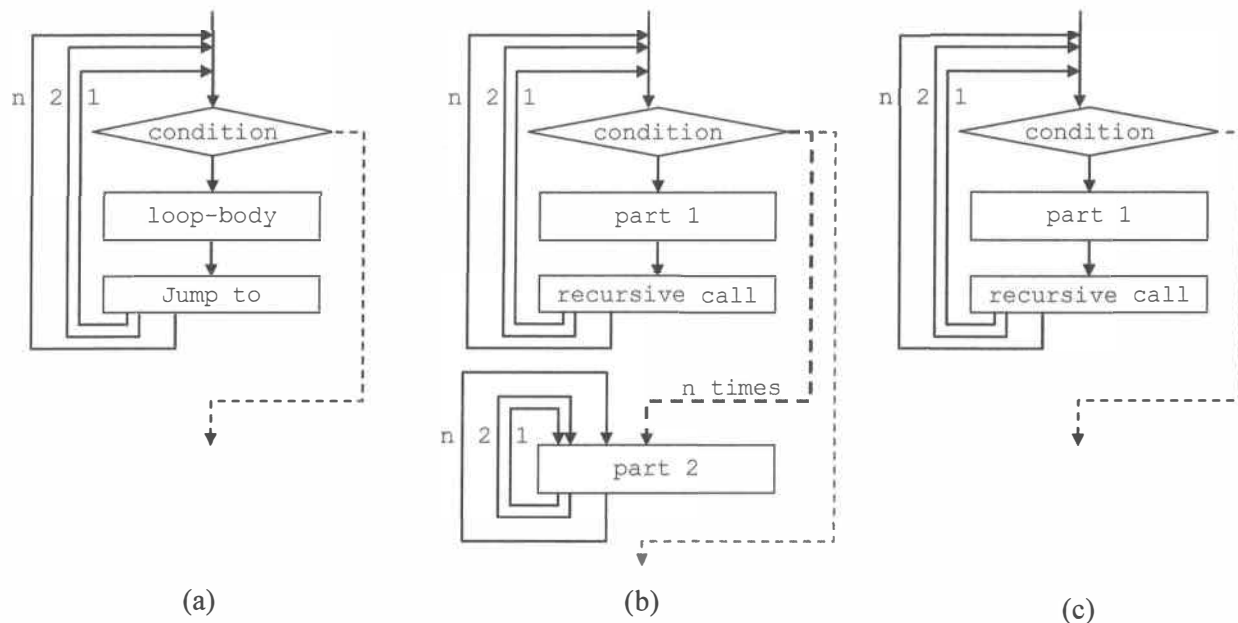 n 2 1
condition
loop-body
Jump to
(a)
n 2 1
condition
part 1
recursive call
n times
n 2 1
part 2
(b)
n 2 1
condition
part 1
recursive call
(c)